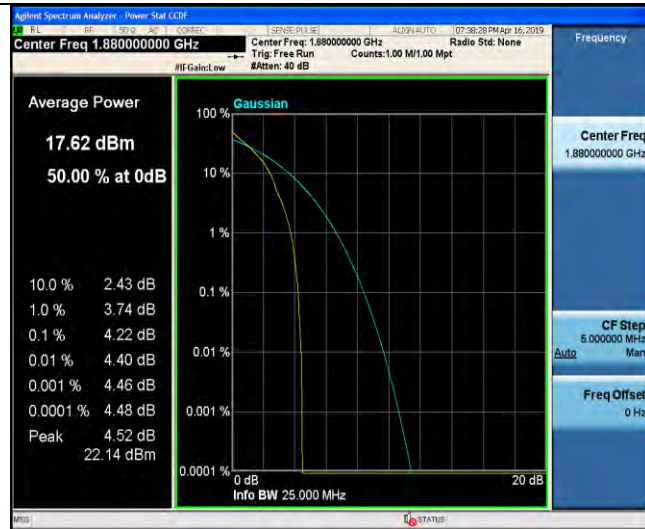 Agilent Spectrum Analyzer - Power Stat CCDF
RL RF 50 Ω AC CORREC SENSE:PULSE ALIGN AUTO 07:38:28 PM Apr 16, 2019
Center Freq 1.880000000 GHz
Center Freq: 1.880000000 GHz Radio Std: None
Trig: Free Run Counts:1.00 M/1.00 Mpt
#IFGain:Low #Atten: 40 dB
Frequency
Average Power
17.62 dBm
50.00 % at 0dB
10.0 % 2.43 dB
1.0 % 3.74 dB
0.1 % 4.22 dB
0.01 % 4.40 dB
0.001 % 4.46 dB
0.0001 % 4.48 dB
Peak 4.52 dB
22.14 dBm
Gaussian
100 %
10 %
1 %
0.1 %
0.01 %
0.001 %
0.0001 %
0 dB 20 dB
Info BW 25.000 MHz
Center Freq
1.880000000 GHz
CF Step
5.000000 MHz
Auto Man
Freq Offset
0 Hz
MSG STATUS